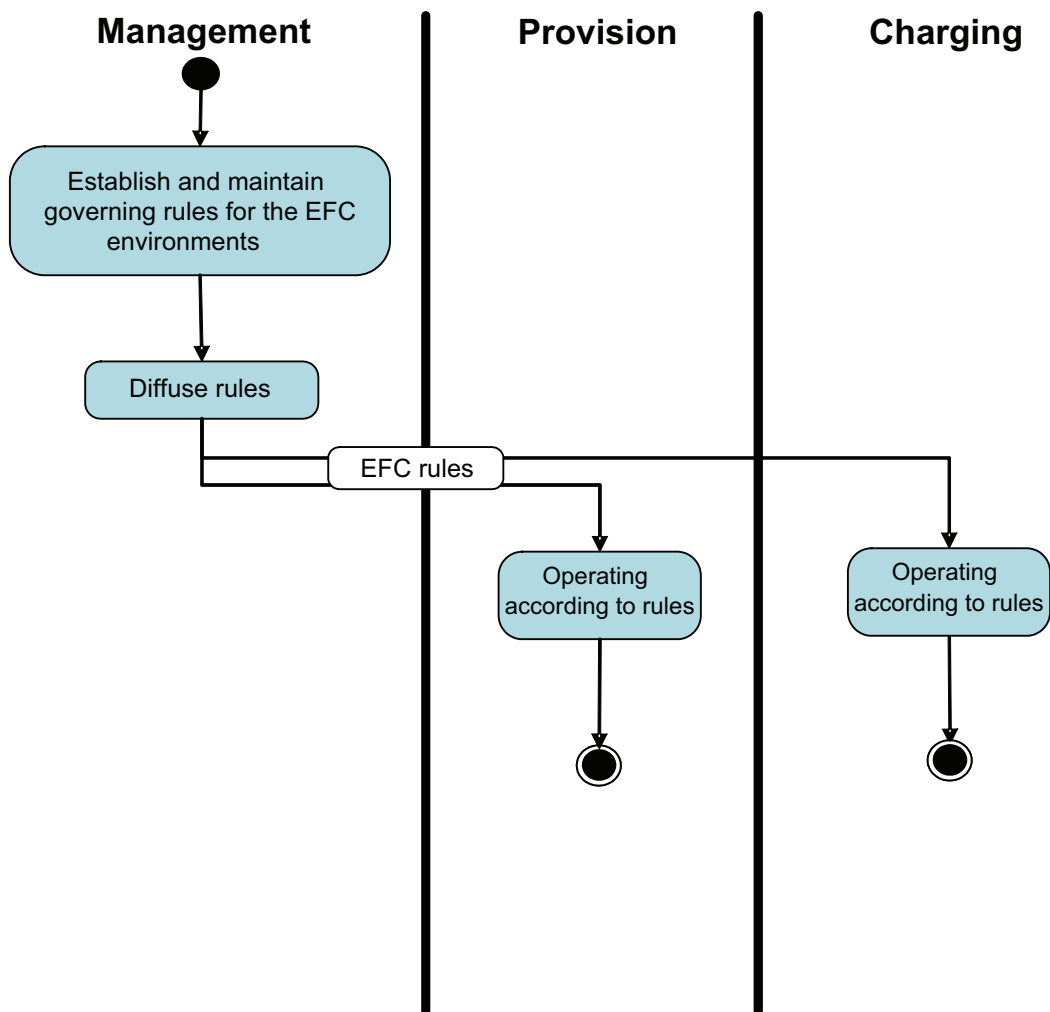 Management
Provision
Charging
Establish and maintain
governing rules for the EFC
environments
Diffuse rules
EFC rules
Operating
according to rules
Operating
according to rules